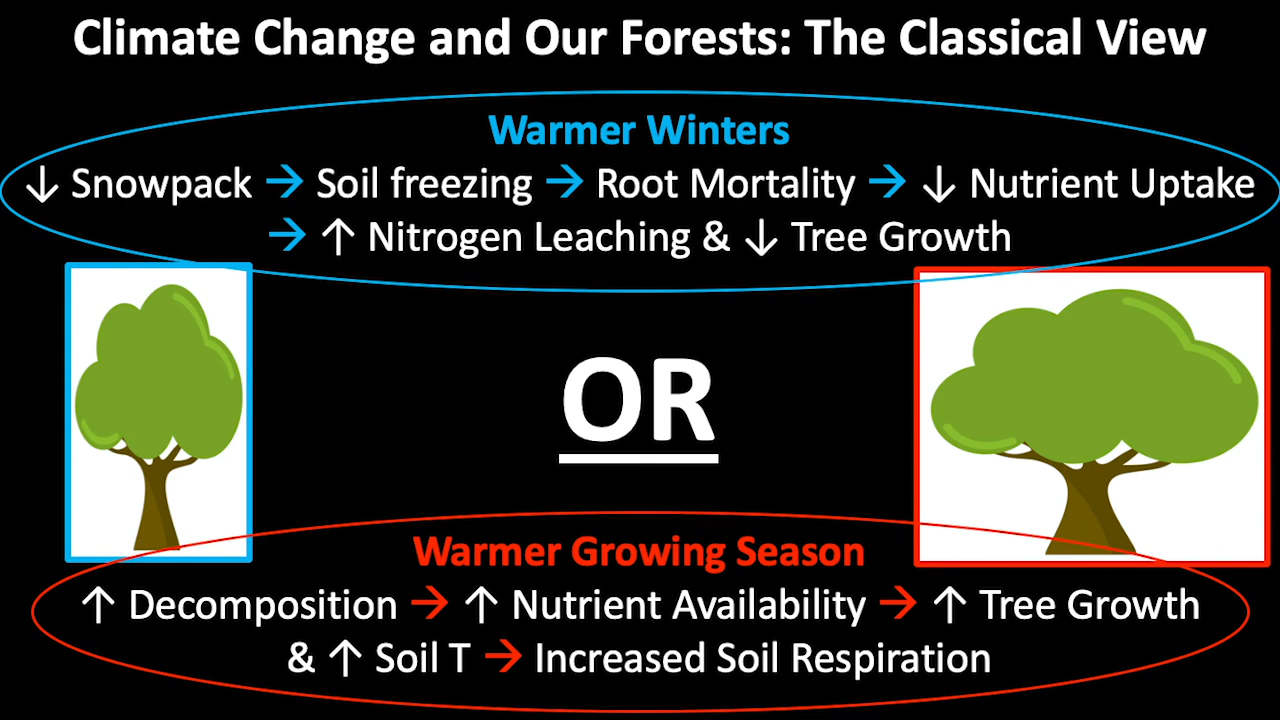 Climate Change and Our Forests: The Classical View
Warmer Winters
↓ Snowpack → Soil freezing → Root Mortality → ↓ Nutrient Uptake
→ ↑ Nitrogen Leaching & ↓ Tree Growth
OR
Warmer Growing Season
↑ Decomposition → ↑ Nutrient Availability → ↑ Tree Growth
& ↑ Soil T → Increased Soil Respiration